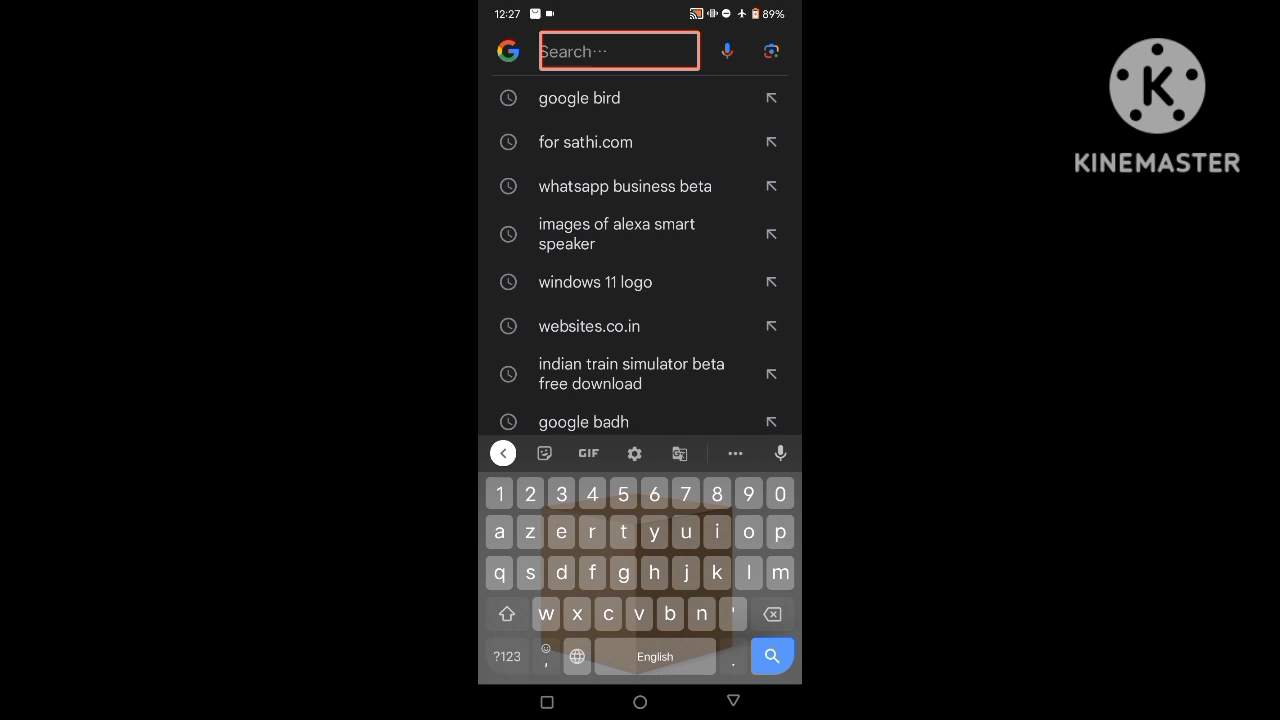 12:27 89%
Search...
google bird
for sathi.com
whatsapp business beta
images of alexa smart
speaker
windows 11 logo
websites.co.in
indian train simulator beta
free download
google badh
GIF
1 2 3 4 5 6 7 8 9 0
a z e r t y u i o p
q s d f g h j k l m
w x c v b n '
?123 , English .
K
KINEMASTER